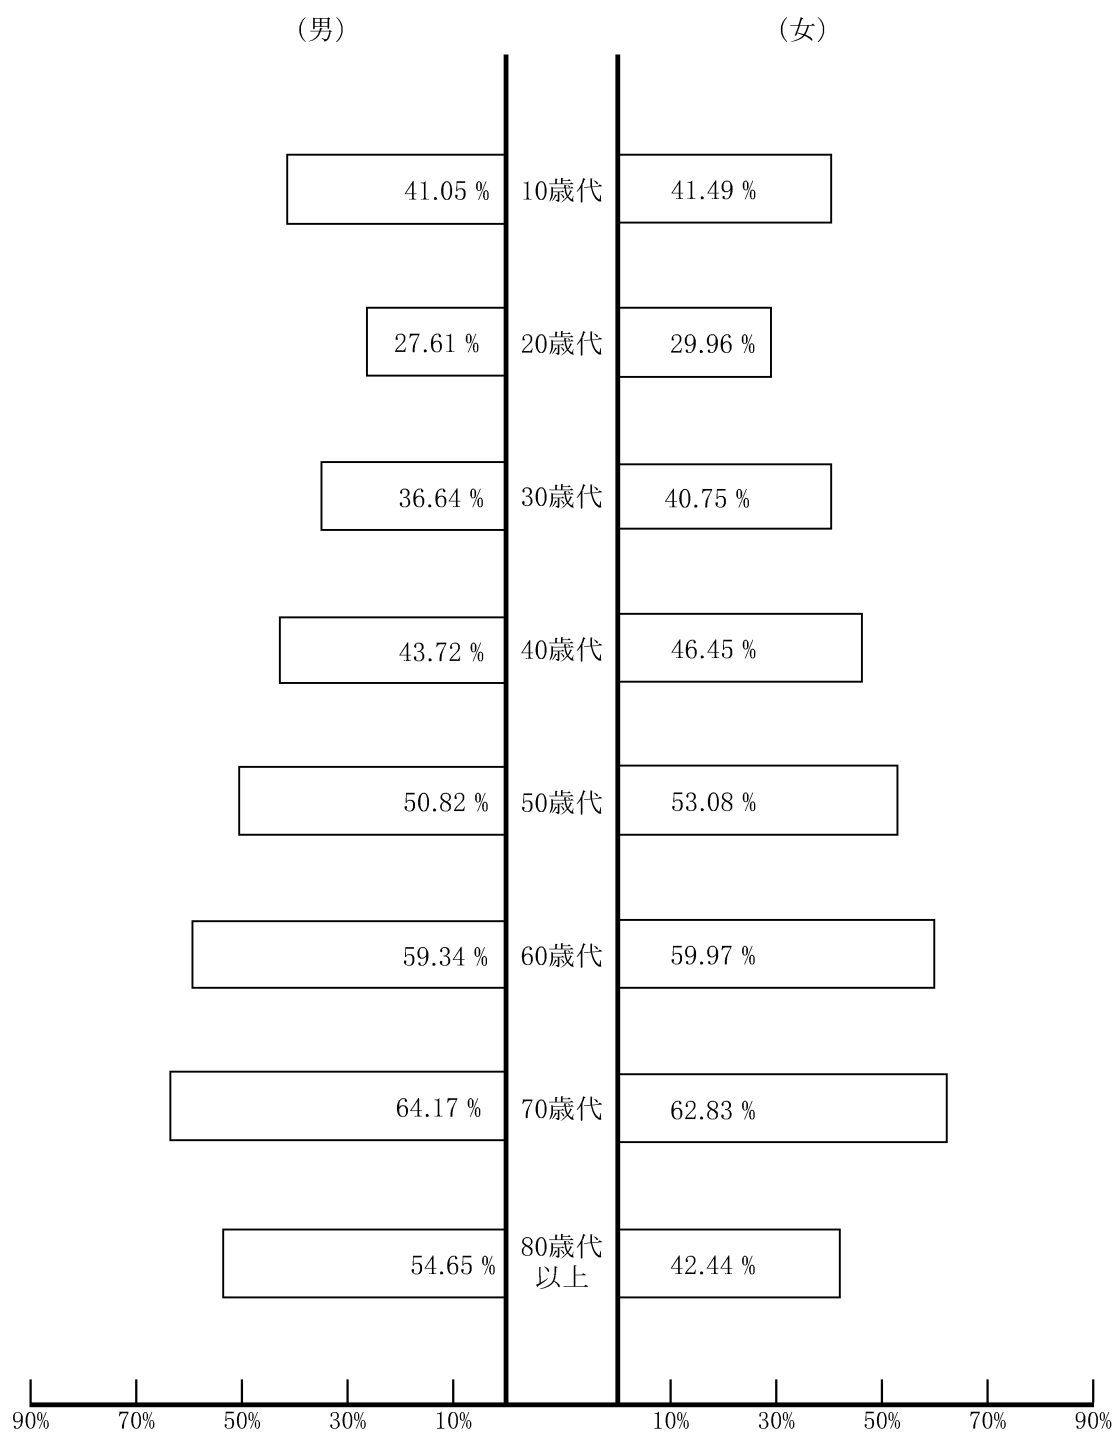 （男） （女）
41.05 % 10歳代 41.49 %
27.61 % 20歳代 29.96 %
36.64 % 30歳代 40.75 %
43.72 % 40歳代 46.45 %
50.82 % 50歳代 53.08 %
59.34 % 60歳代 59.97 %
64.17 % 70歳代 62.83 %
54.65 % 80歳代 42.44 %
以上
90% 70% 50% 30% 10% 10% 30% 50% 70% 90%